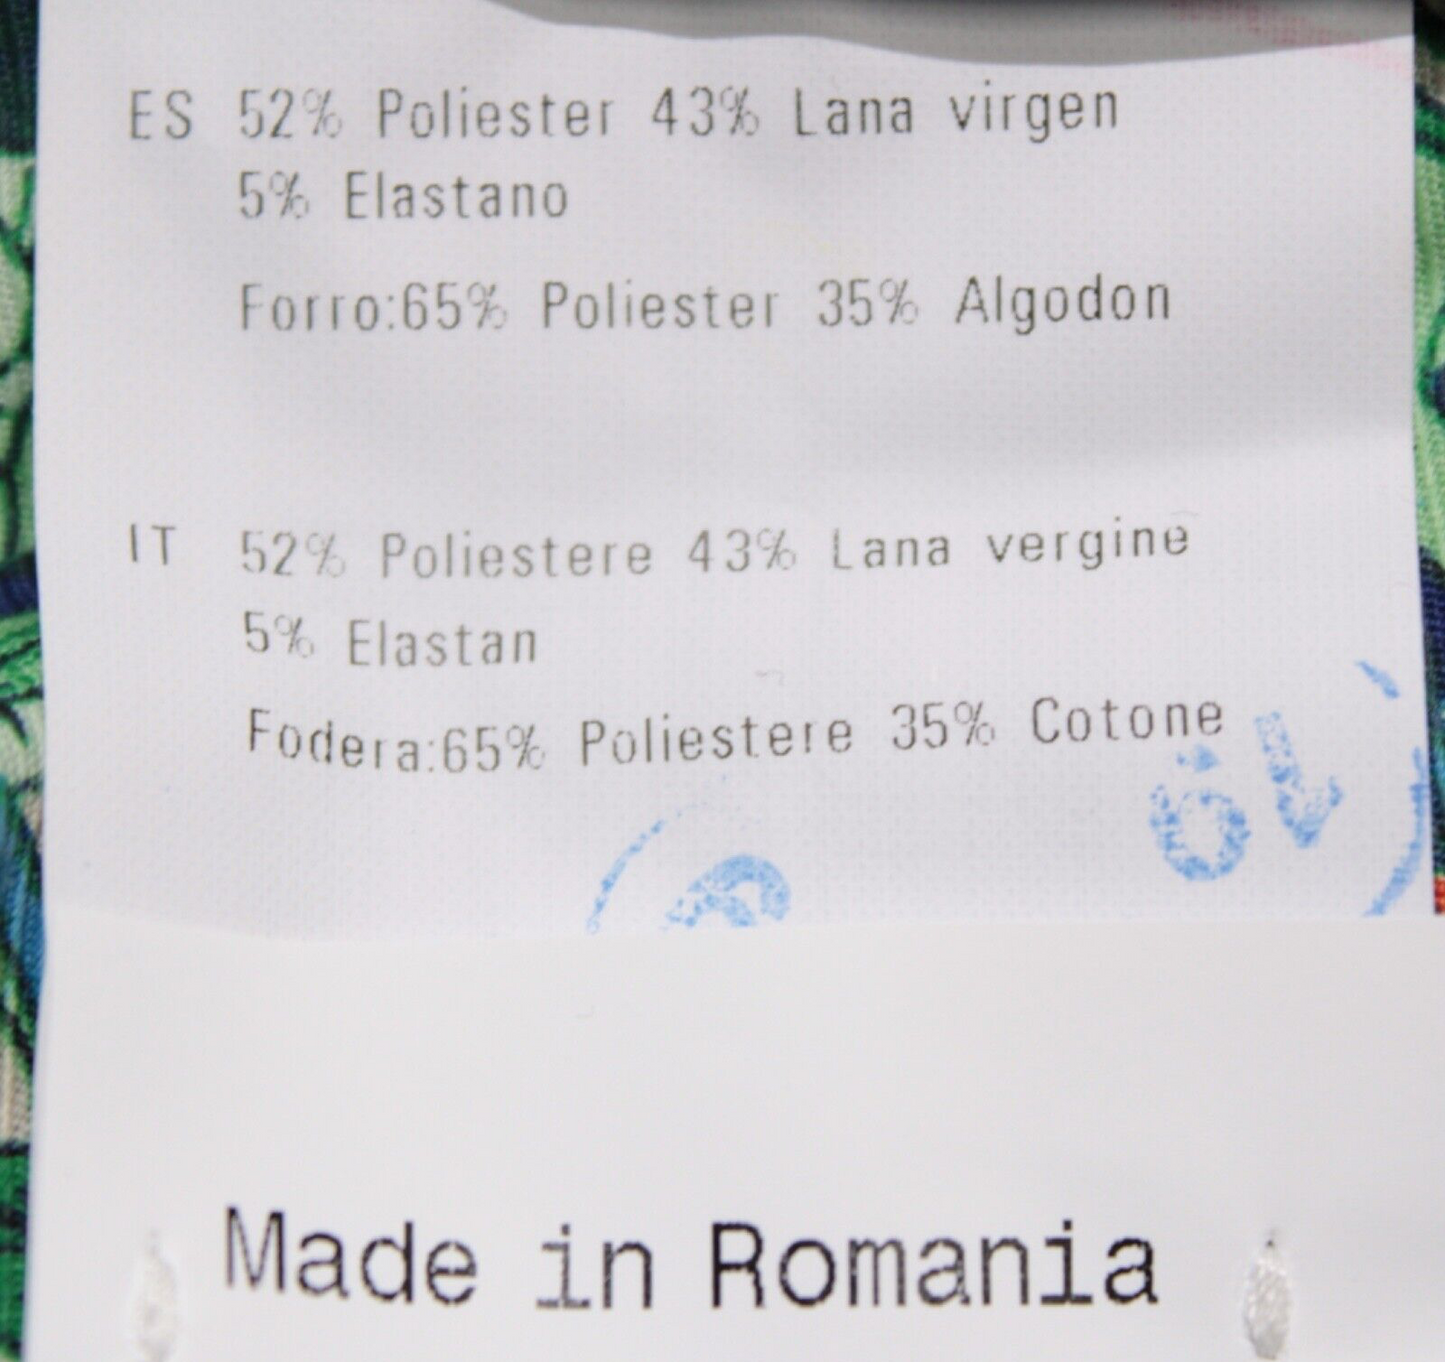 ES 52% Poliester 43% Lana virgen
5% Elastano
Forro:65% Poliester 35% Algodon
IT 52% Poliestere 43% Lana vergine
5% Elastan
Fodera:65% Poliestere 35% Cotone
Made in Romania